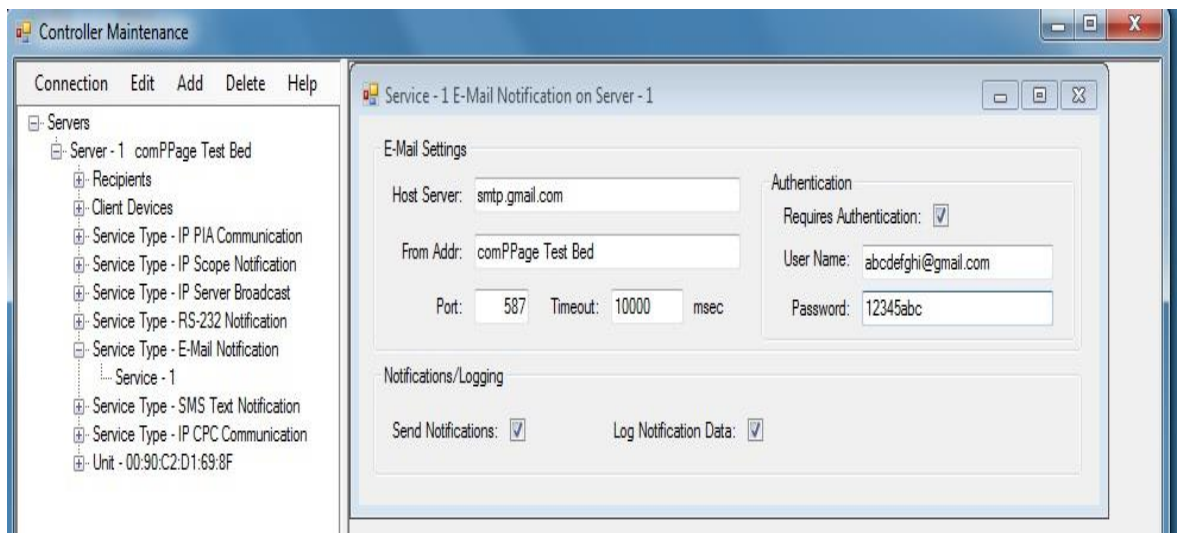 Controller Maintenance
Connection Edit Add Delete Help
Servers
Server - 1 comPPage Test Bed
Recipients
Client Devices
Service Type - IP PIA Communication
Service Type - IP Scope Notification
Service Type - IP Server Broadcast
Service Type - RS-232 Notification
Service Type - E-Mail Notification
Service - 1
Service Type - SMS Text Notification
Service Type - IP CPC Communication
Unit - 00:90:C2:D1:69:8F
Service - 1 E-Mail Notification on Server - 1
E-Mail Settings
Host Server: smtp.gmail.com
From Addr: comPPage Test Bed
Port: 587 Timeout: 10000 msec
Authentication
Requires Authentication:
User Name: abcdefghi@gmail.com
Password: 12345abc
Notifications/Logging
Send Notifications: Log Notification Data: